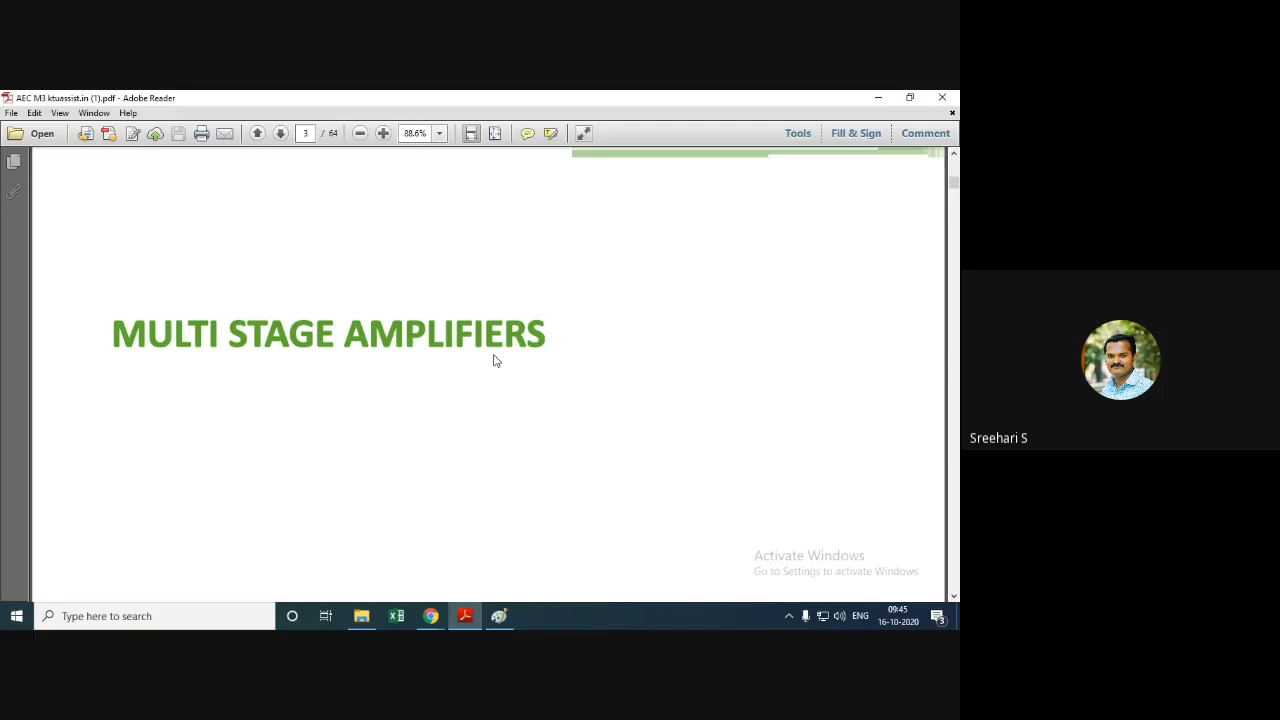 AEC M3 ktuassist.in (1).pdf - Adobe Reader
File Edit View Window Help
Open 3 / 64 88.6% Tools Fill & Sign Comment
MULTI STAGE AMPLIFIERS
Sreehari S
Activate Windows
Go to Settings to activate Windows.
Type here to search ENG 09:45
16-10-2020 3